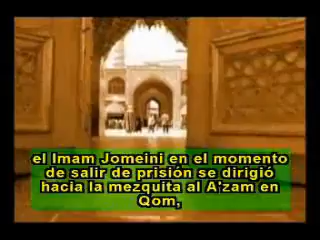 el Imam Jomeini en el momento
de salir de prisión se dirigió
hacia la mezquita al A'zam en
Qom,